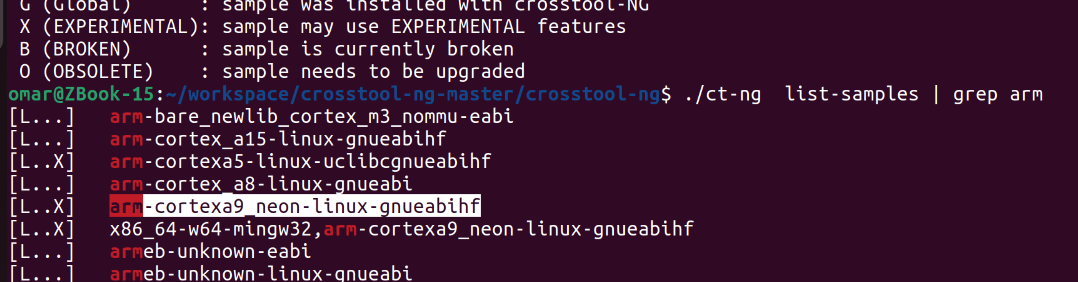 G (Global)       : sample was installed with crosstool-NG
X (EXPERIMENTAL): sample may use EXPERIMENTAL features
B (BROKEN)      : sample is currently broken
O (OBSOLETE)    : sample needs to be upgraded
omar@ZBook-15:~/workspace/crosstool-ng-master/crosstool-ng$ ./ct-ng  list-samples | grep arm
[L...]   arm-bare_newlib_cortex_m3_nommu-eabi
[L...]   arm-cortex_a15-linux-gnueabihf
[L..X]   arm-cortexa5-linux-uclibcgnueabihf
[L...]   arm-cortex_a8-linux-gnueabi
[L..X]   arm-cortexa9_neon-linux-gnueabihf
[L..X]   x86_64-w64-mingw32,arm-cortexa9_neon-linux-gnueabihf
[L...]   armeb-unknown-eabi
[L...]   armeb-unknown-linux-gnueabi